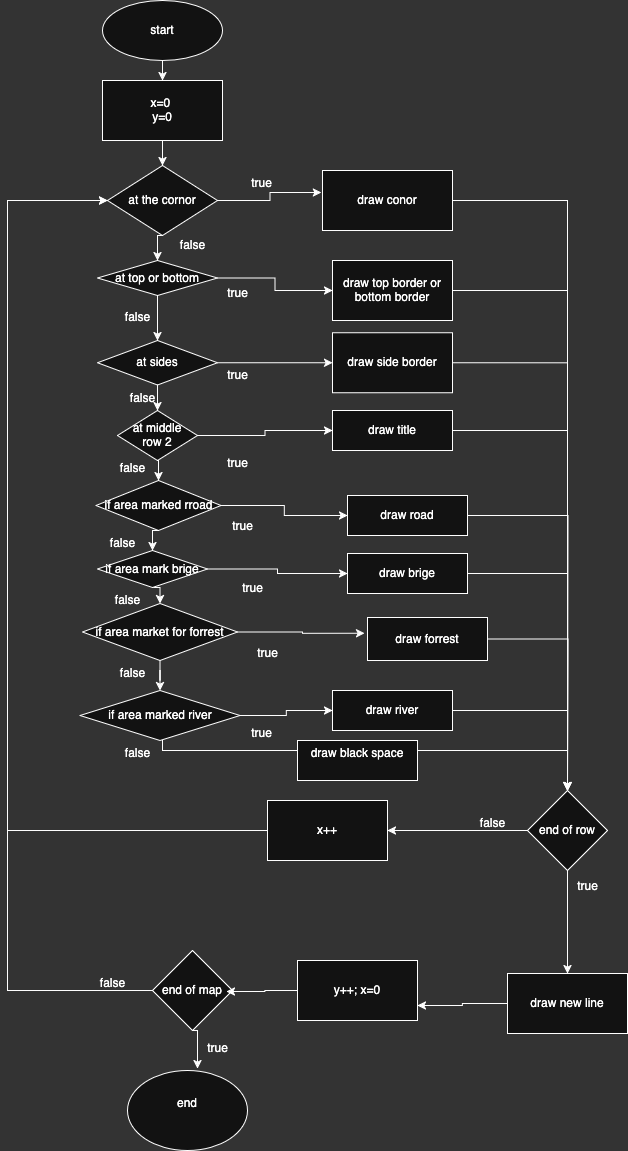 start
x=0
y=0
at the cornor
true
draw conor
false
at top or bottom
true
draw top border or
bottom border
false
at sides
true
draw side border
false
at middle
row 2
true
draw title
false
if area marked rroad
true
draw road
false
if area mark brige
true
draw brige
false
if area market for forrest
true
draw forrest
false
if area marked river
true
draw river
false
draw black space
x++
false
end of row
true
false
end of map
y++; x=0
draw new line
true
end